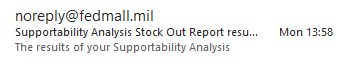 noreply@fedmall.mil
Supportability Analysis Stock Out Report resu... Mon 13:58
The results of your Supportability Analysis